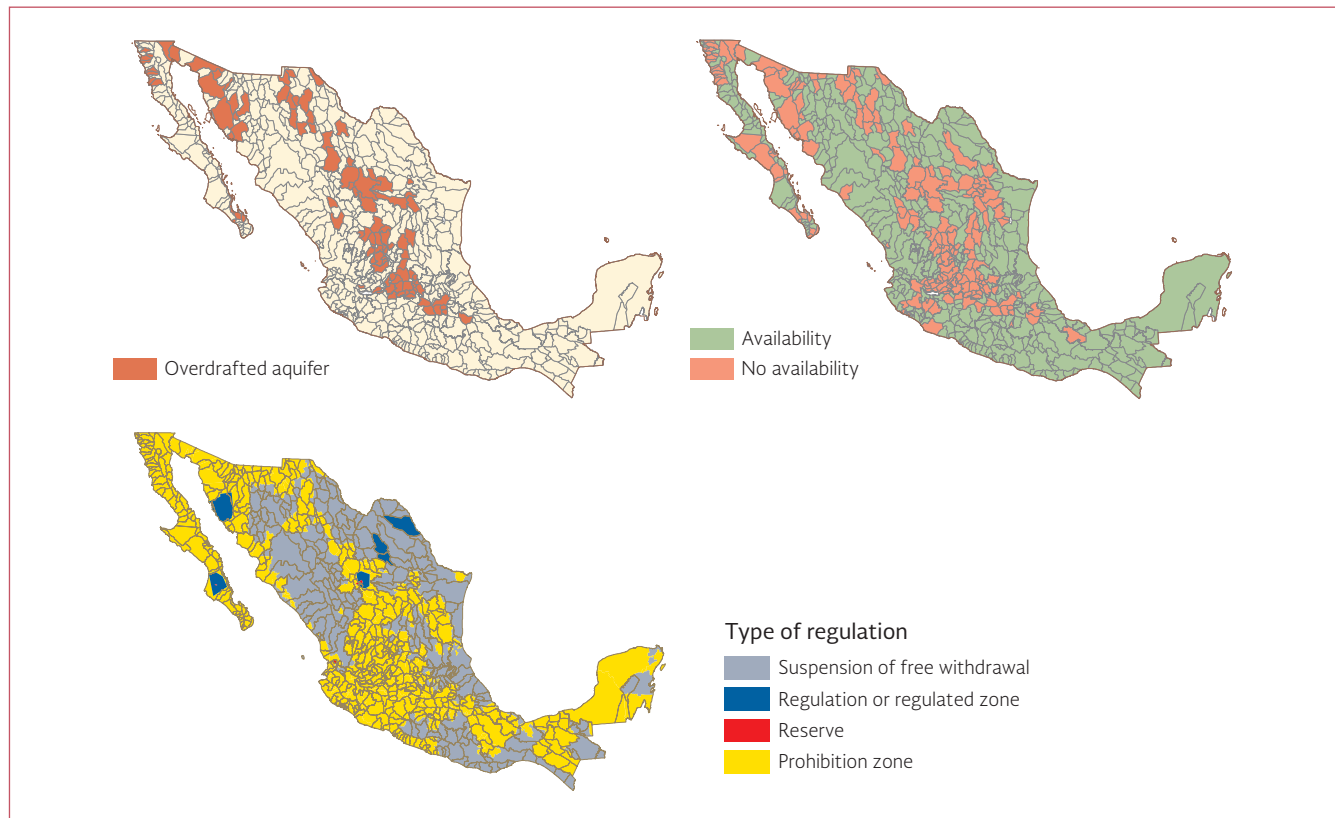 Overdrafted aquifer
Availability
No availability
Type of regulation
Suspension of free withdrawal
Regulation or regulated zone
Reserve
Prohibition zone